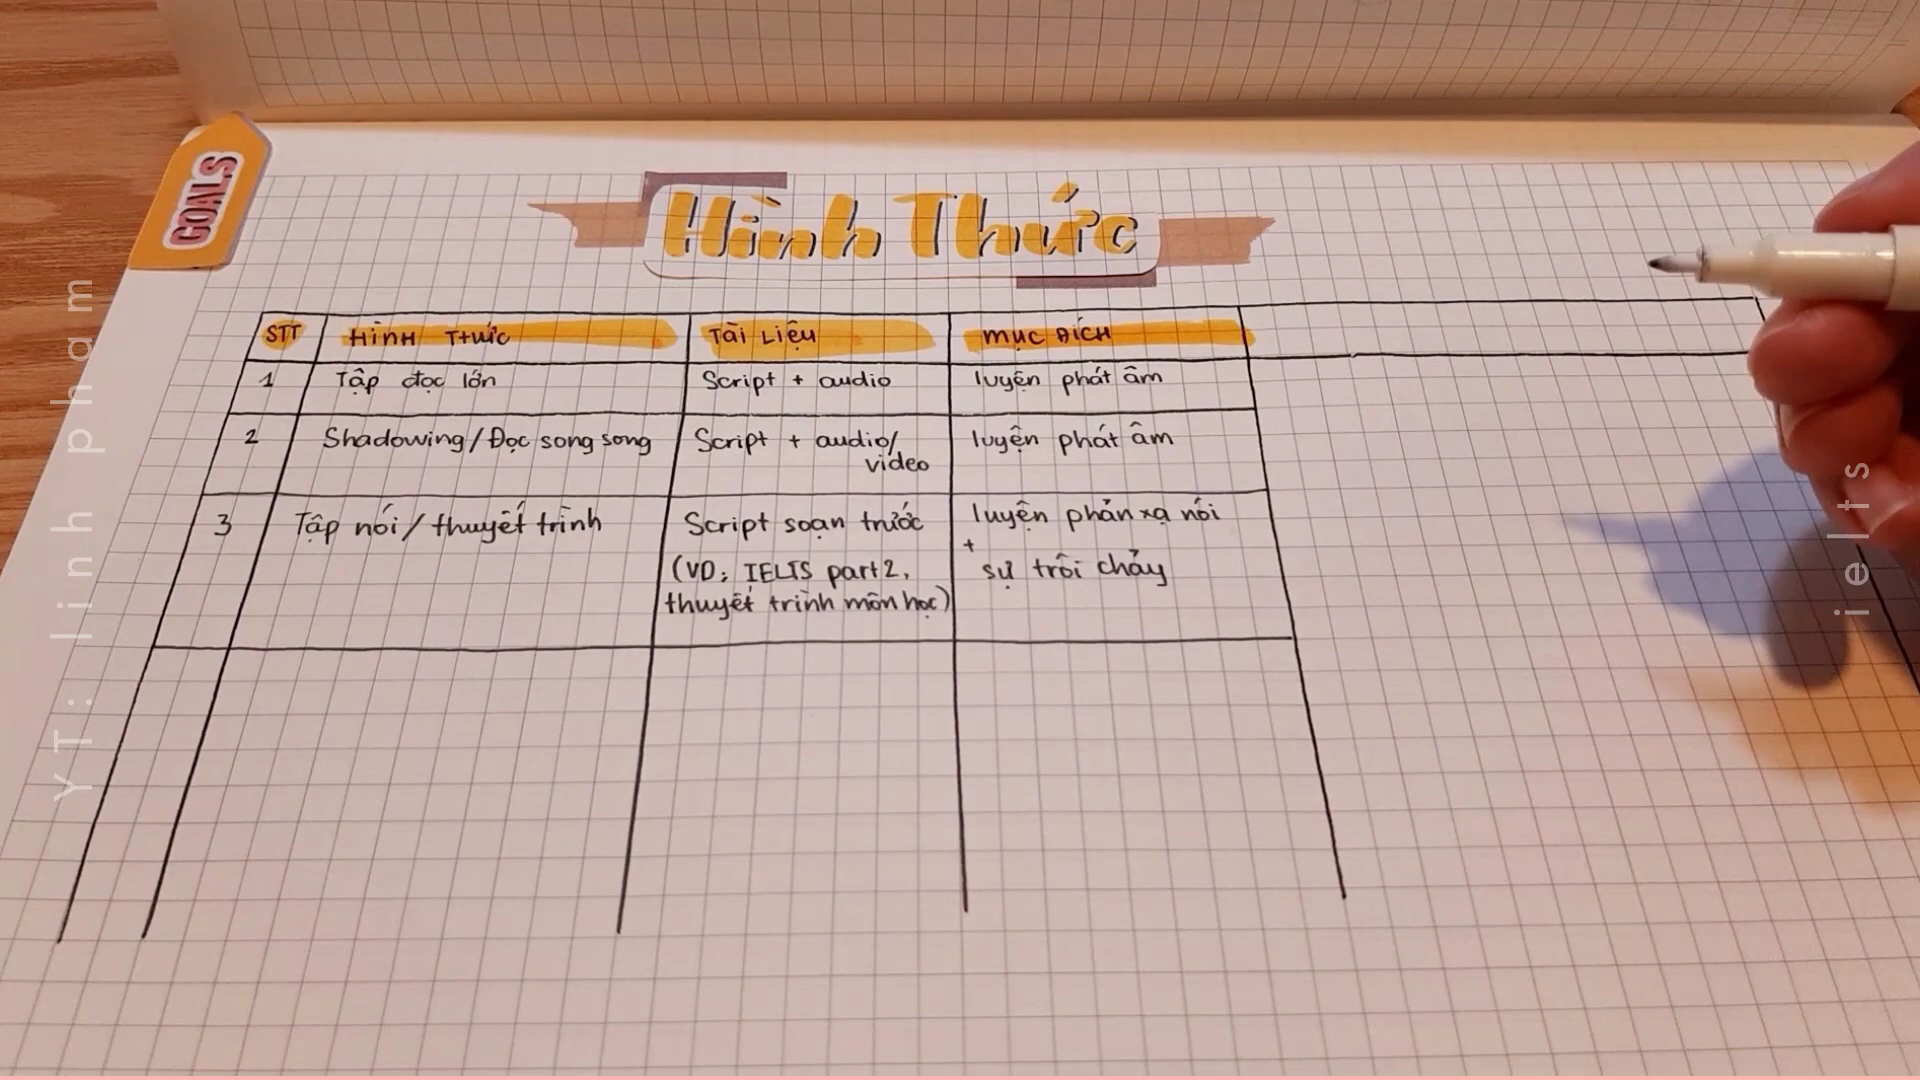 GOALS
Hình Thức
STT Hình Thức Tài Liệu Mục Đích
1 Tập đọc lớn Script + audio luyện phát âm
2 Shadowing/Đọc song song Script + audio/ luyện phát âm
video
3 Tập nói/thuyết trình Script soạn trước luyện phản xạ nói
+
(VD: IELTS part 2, sự trôi chảy
thuyết trình môn học)
YT: linh pham
ielts